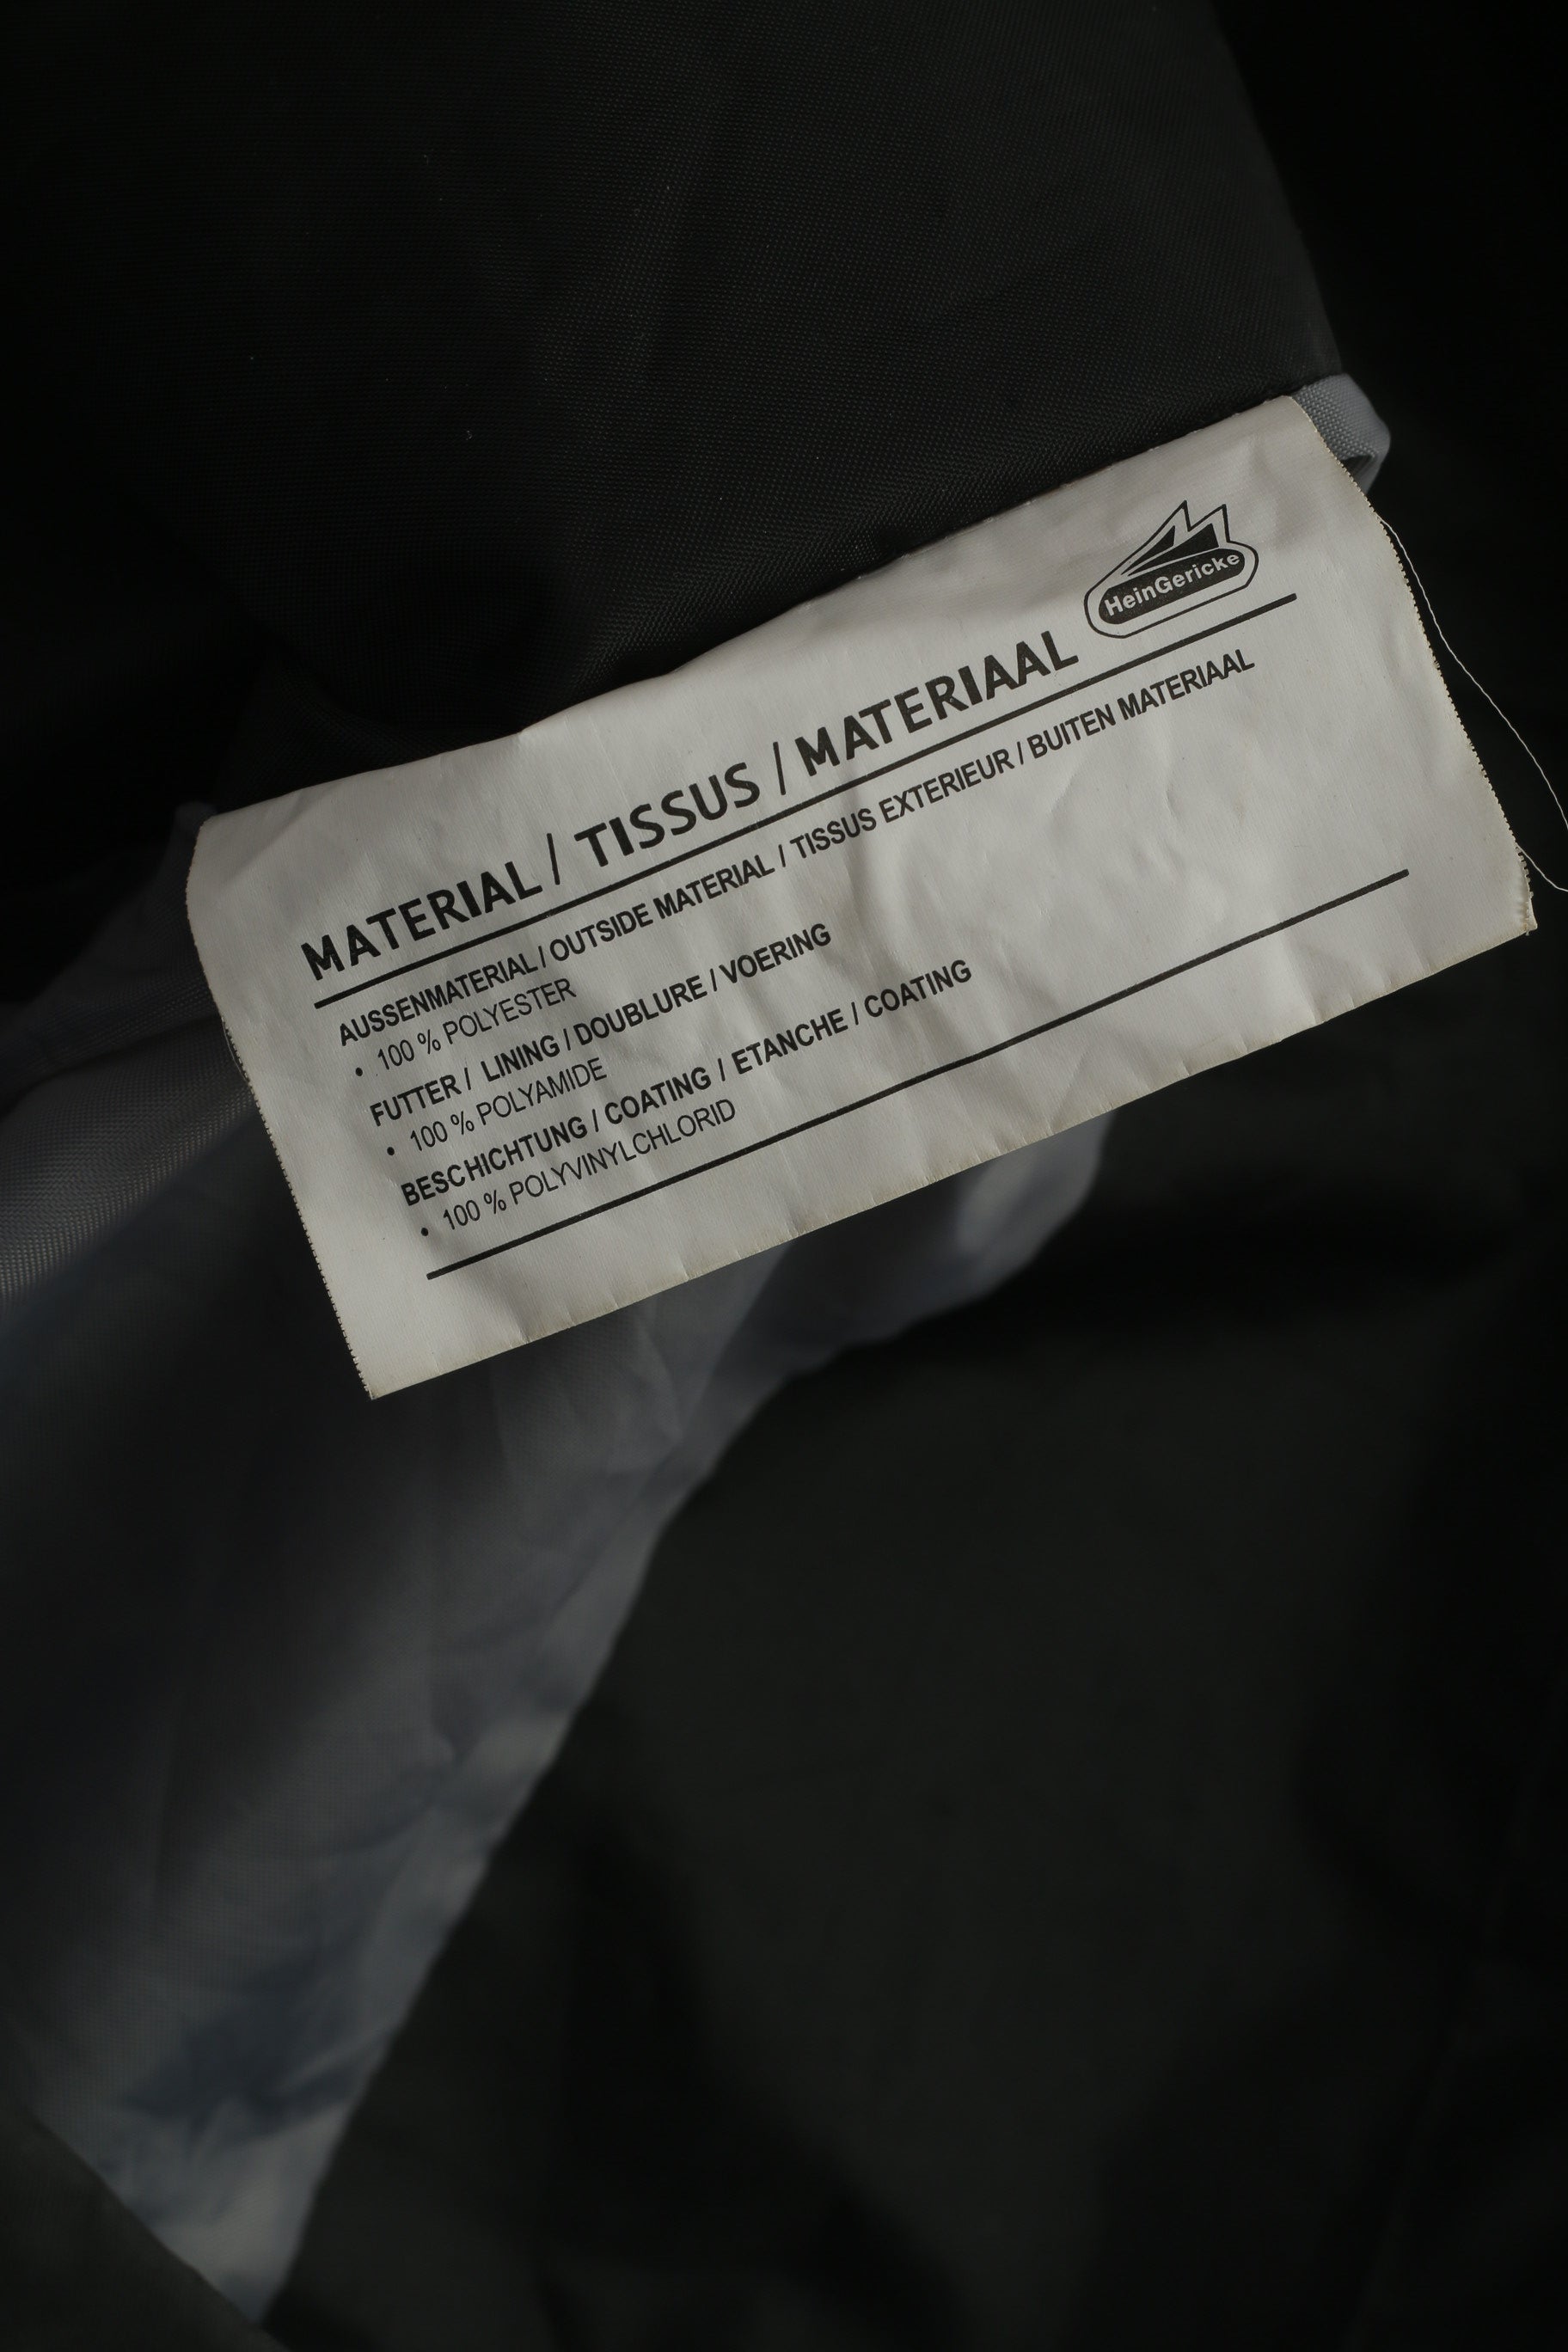 HeinGericke
MATERIAL / TISSUS / MATERIAAL
AUSSENMATERIAL / OUTSIDE MATERIAL / TISSUS EXTERIEUR / BUITEN MATERIAAL
• 100 % POLYESTER
FUTTER / LINING / DOUBLURE / VOERING
• 100 % POLYAMIDE
BESCHICHTUNG / COATING / ETANCHE / COATING
• 100 % POLYVINYLCHLORID